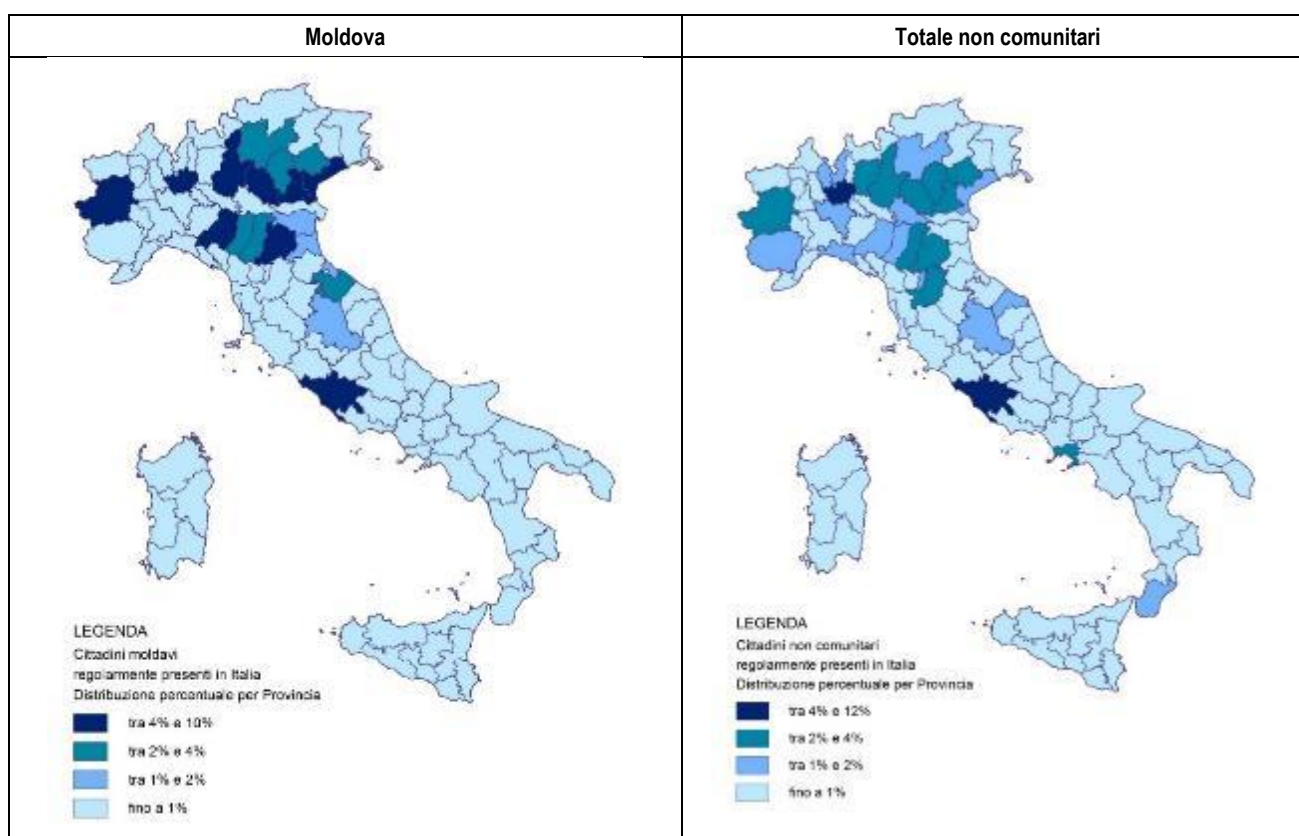 Moldova
Totale non comunitari
LEGENDA
Cittadini moldavi
regolarmente presenti in Italia
Distribuzione percentuale per Provincia
tra 4% e 10%
tra 2% e 4%
tra 1% e 2%
fino a 1%
LEGENDA
Cittadini non comunitari
regolarmente presenti in Italia
Distribuzione percentuale per Provincia
tra 4% e 12%
tra 2% e 4%
tra 1% e 2%
fino a 1%